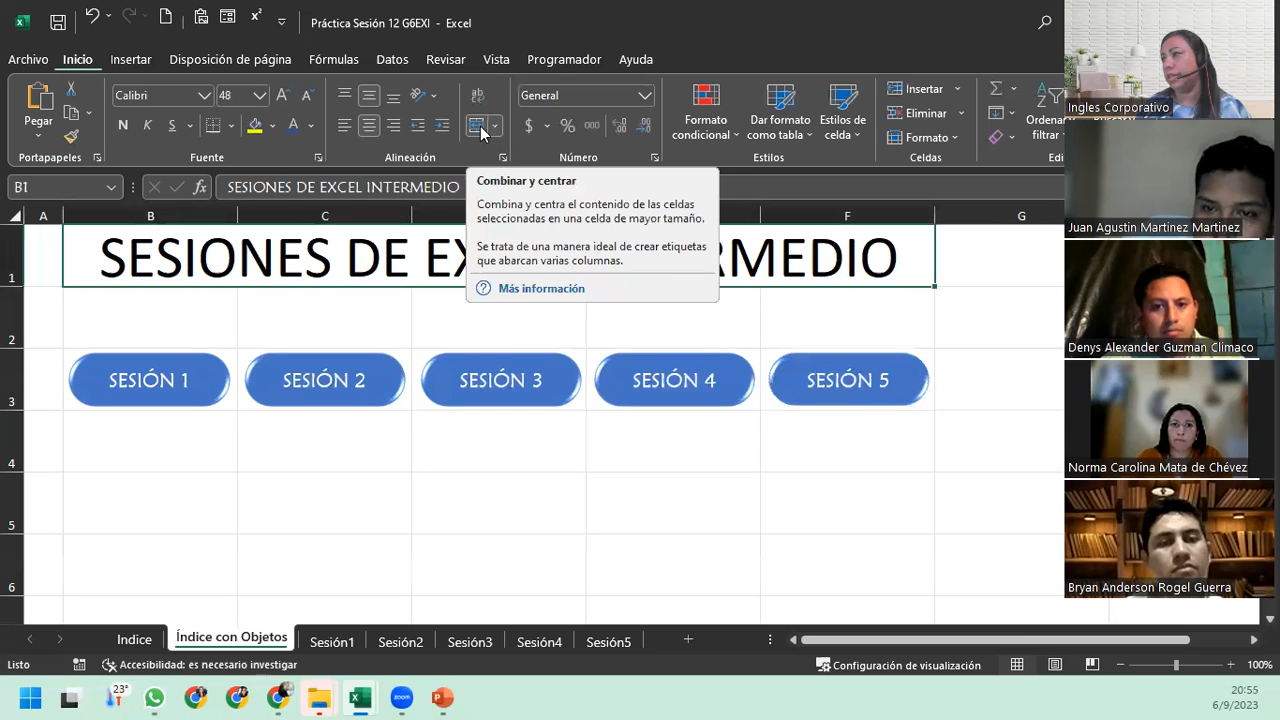 Práctica Sesión 12 G6EXI - Excel
Archivo Inicio Insertar Disposición de página Fórmulas Vista Ayuda
Pegar
Portapapeles
Calibri 48
N K S
Fuente
Alineación
General
$ % 000
Número
Formato condicional
Dar formato como tabla
Estilos de celda
Estilos
Insertar
Eliminar
Formato
Celdas
Ordenar
filtrar
B1
fx SESIONES DE EXCEL INTERMEDIO
Combinar y centrar
Combina y centra el contenido de las celdas
seleccionadas en una celda de mayor tamaño.
Se trata de una manera ideal de crear etiquetas
que abarcan varias columnas.
Más información
A B C F G
1 2 3 4 5 6
SESIONES DE EX RMEDIO
SESIÓN 1 SESIÓN 2 SESIÓN 3 SESIÓN 4 SESIÓN 5
Indice Índice con Objetos Sesión1 Sesión2 Sesión3 Sesión4 Sesión5
Listo Accesibilidad: es necesario investigar Configuración de visualización 100%
23°
zoom
20:55
6/9/2023
Ingles Corporativo
Juan Agustin Martinez Martinez
Denys Alexander Guzman Climaco
Norma Carolina Mata de Chévez
Bryan Anderson Rogel Guerra